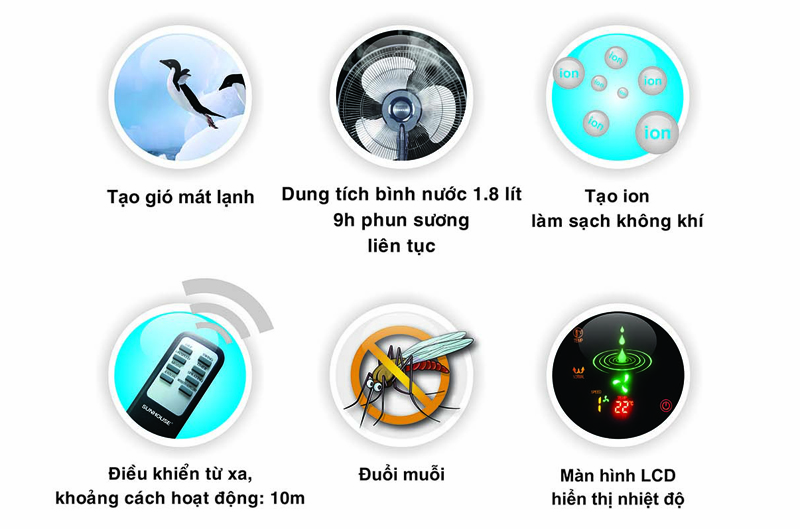 ion
ion
ion
ion
ion
Tạo gió mát lạnh
Dung tích bình nước 1.8 lít
9h phun sương
liên tục
Tạo ion
làm sạch không khí
SUNHOUSE
SPEED
1
22°
Điều khiển từ xa,
khoảng cách hoạt động: 10m
Đuổi muỗi
Màn hình LCD
hiển thị nhiệt độ